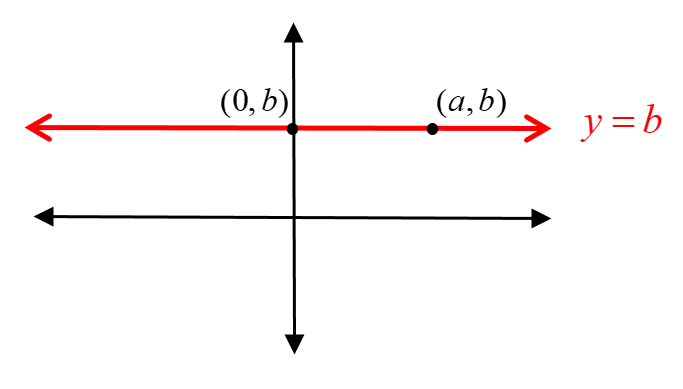 (0, b)
(a, b)
y = b